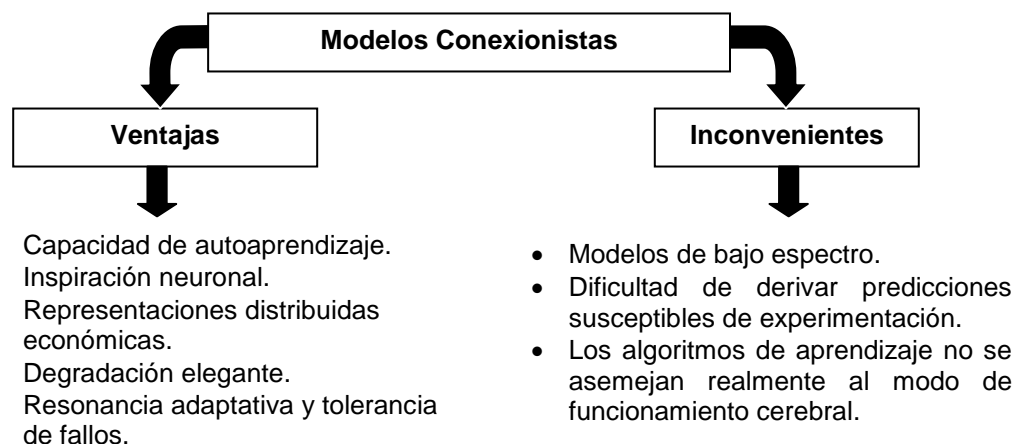 Modelos Conexionistas
Ventajas
Inconvenientes
Capacidad de autoaprendizaje.
Inspiración neuronal.
Representaciones distribuidas
económicas.
Degradación elegante.
Resonancia adaptativa y tolerancia
de fallos.
• Modelos de bajo espectro.
• Dificultad de derivar predicciones
susceptibles de experimentación.
• Los algoritmos de aprendizaje no se
asemejan realmente al modo de
funcionamiento cerebral.